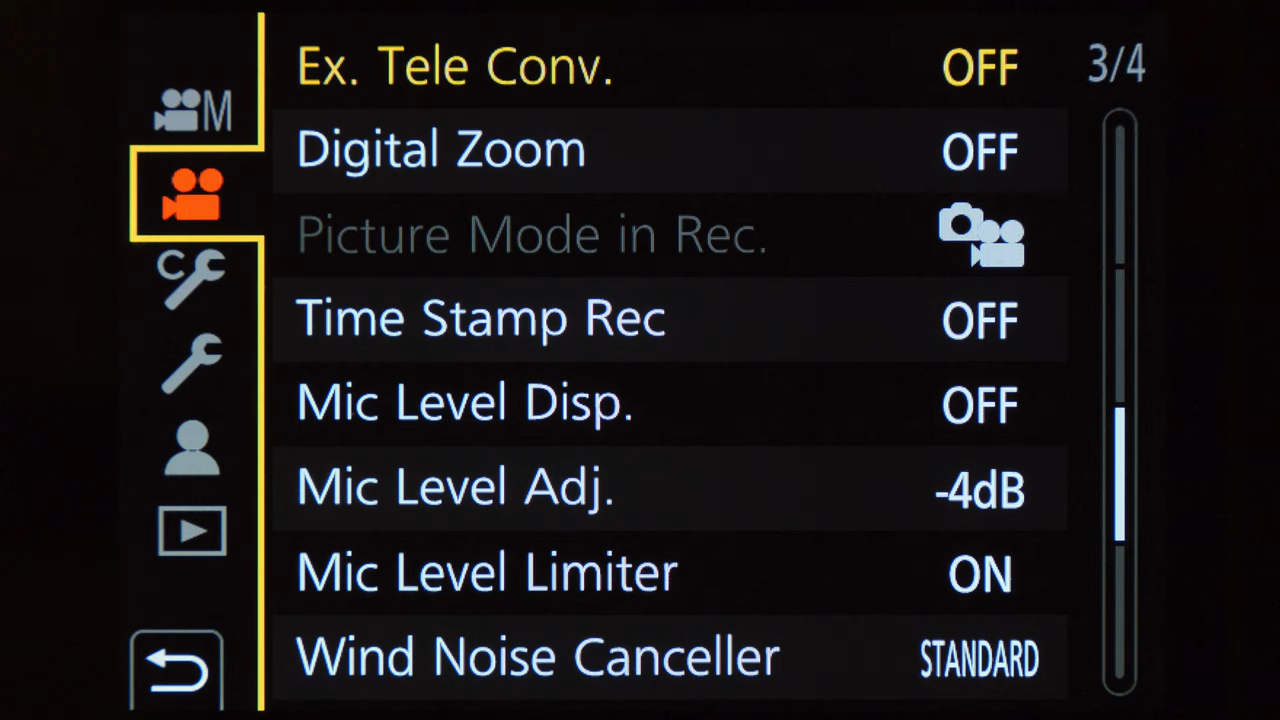 Ex. Tele Conv. OFF 3/4
M
Digital Zoom OFF
Picture Mode in Rec.
C
Time Stamp Rec OFF
Mic Level Disp. OFF
Mic Level Adj. -4dB
Mic Level Limiter ON
Wind Noise Canceller STANDARD